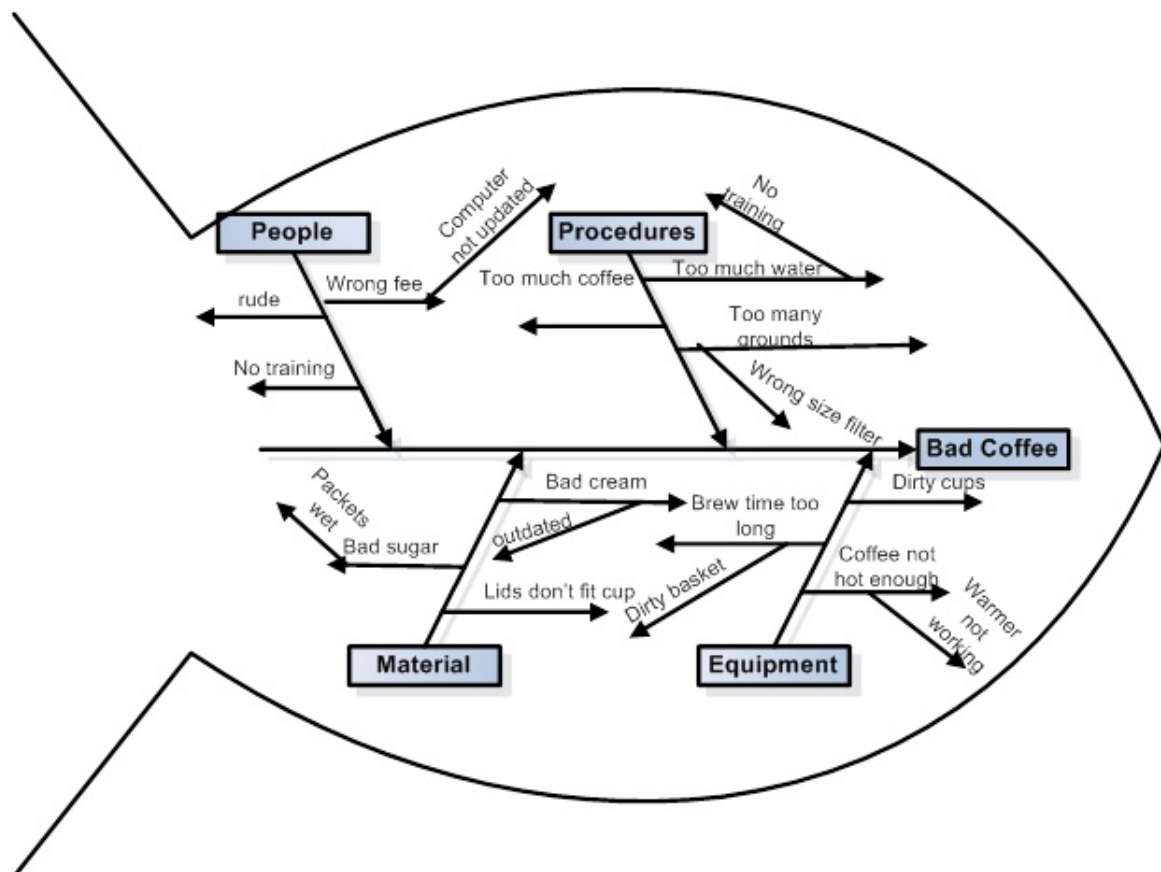 People
Wrong fee
Computer
not updated
rude
No training
Procedures
No
training
Too much coffee
Too much water
Too many
grounds
Wrong size filter
Bad Coffee
Packets
wet
Bad sugar
Bad cream
outdated
Lids don't fit cup
Material
Brew time too
long
Dirty basket
Dirty cups
Coffee not
hot enough
Warmer
not
working
Equipment